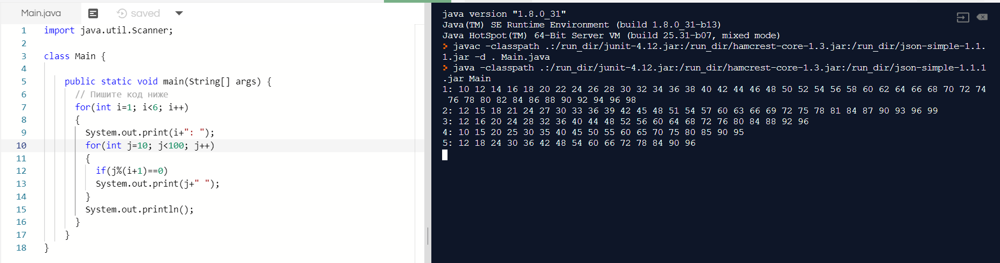 Main.java saved
1 import java.util.Scanner;
2
3 class Main {
4
5 public static void main(String[] args) {
6 // Пишите код ниже
7 for(int i=1; i<6; i++)
8 {
9 System.out.print(i+": ");
10 for(int j=10; j<100; j++)
11 {
12 if(j%(i+1)==0)
13 System.out.print(j+" ");
14 }
15 System.out.println();
16 }
17 }
18 }
java version "1.8.0_31"
Java(TM) SE Runtime Environment (build 1.8.0_31-b13)
Java HotSpot(TM) 64-Bit Server VM (build 25.31-b07, mixed mode)
> javac -classpath .:/run_dir/junit-4.12.jar:/run_dir/hamcrest-core-1.3.jar:/run_dir/json-simple-1.1.
1.jar -d . Main.java
> java -classpath .:/run_dir/junit-4.12.jar:/run_dir/hamcrest-core-1.3.jar:/run_dir/json-simple-1.1.1
.jar Main
1: 10 12 14 16 18 20 22 24 26 28 30 32 34 36 38 40 42 44 46 48 50 52 54 56 58 60 62 64 66 68 70 72 74
76 78 80 82 84 86 88 90 92 94 96 98
2: 12 15 18 21 24 27 30 33 36 39 42 45 48 51 54 57 60 63 66 69 72 75 78 81 84 87 90 93 96 99
3: 12 16 20 24 28 32 36 40 44 48 52 56 60 64 68 72 76 80 84 88 92 96
4: 10 15 20 25 30 35 40 45 50 55 60 65 70 75 80 85 90 95
5: 12 18 24 30 36 42 48 54 60 66 72 78 84 90 96